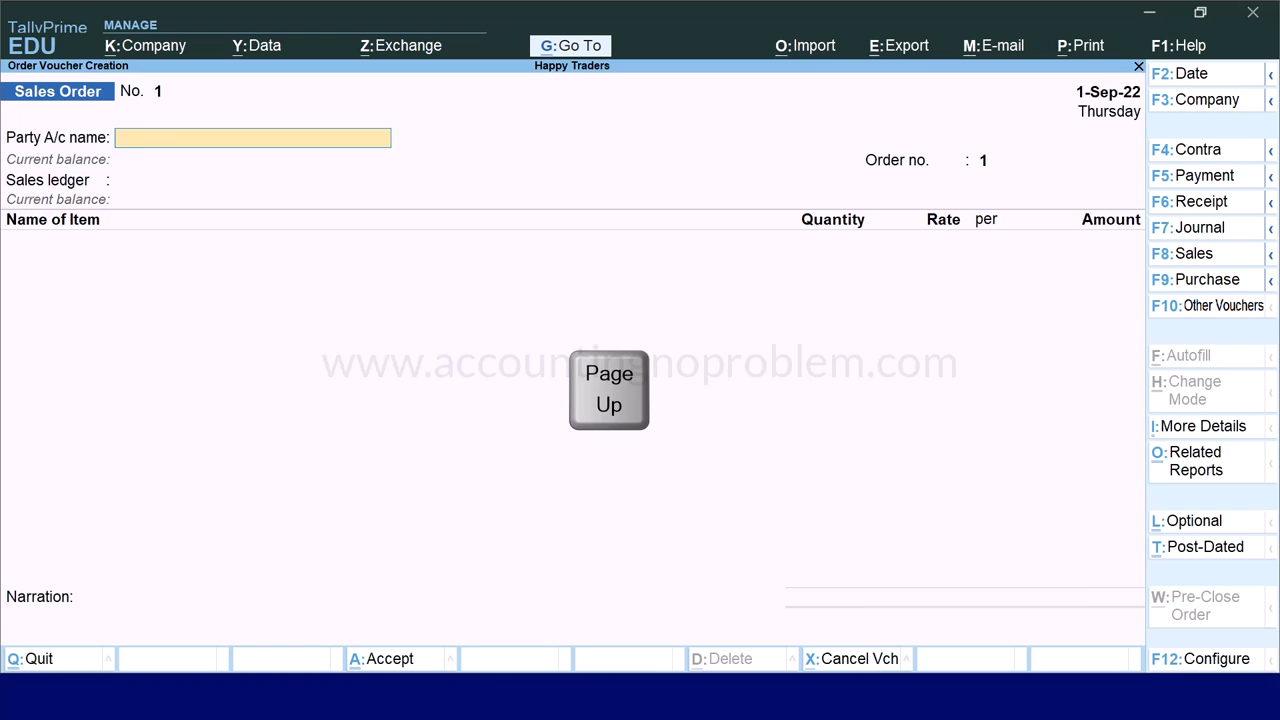 TallyPrime
EDU
MANAGE
K:Company Y:Data Z:Exchange G:Go To O:Import E:Export M:E-mail P:Print F1:Help
Order Voucher Creation Happy Traders
Sales Order No. 1 1-Sep-22
Thursday
Party A/c name:
Current balance:
Order no. : 1
Sales ledger :
Current balance:
Name of Item Quantity Rate per Amount
www.accountingnoproblem.com
Page
Up
Narration:
F2:Date
F3:Company
F4:Contra
F5:Payment
F6:Receipt
F7:Journal
F8:Sales
F9:Purchase
F10:Other Vouchers
F:Autofill
H:Change
Mode
I:More Details
O:Related
Reports
L:Optional
T:Post-Dated
W:Pre-Close
Order
Q:Quit A:Accept D:Delete X:Cancel Vch F12:Configure